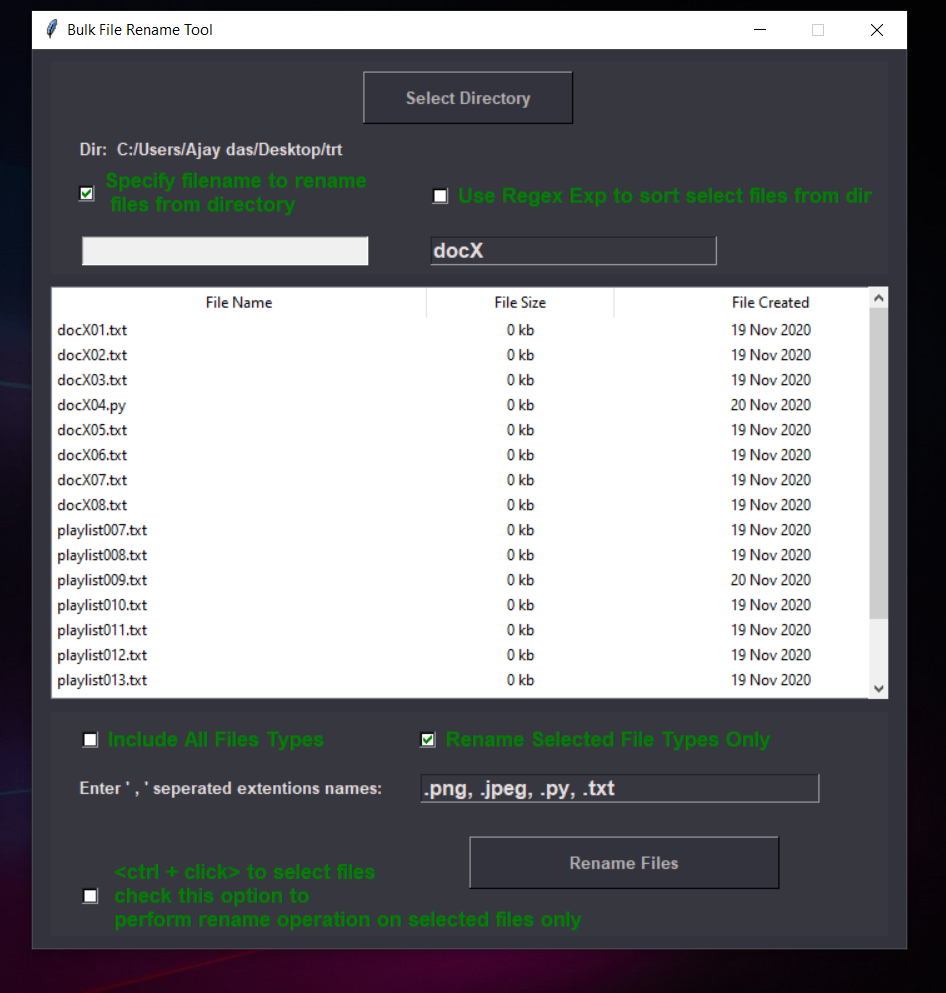 Bulk File Rename Tool
Select Directory
Dir:  C:/Users/Ajay das/Desktop/trt
Specify filename to rename
files from directory
Use Regex Exp to sort select files from dir
docX
File Name File Size File Created
docX01.txt 0 kb 19 Nov 2020
docX02.txt 0 kb 19 Nov 2020
docX03.txt 0 kb 19 Nov 2020
docX04.py 0 kb 20 Nov 2020
docX05.txt 0 kb 19 Nov 2020
docX06.txt 0 kb 19 Nov 2020
docX07.txt 0 kb 19 Nov 2020
docX08.txt 0 kb 19 Nov 2020
playlist007.txt 0 kb 19 Nov 2020
playlist008.txt 0 kb 19 Nov 2020
playlist009.txt 0 kb 20 Nov 2020
playlist010.txt 0 kb 19 Nov 2020
playlist011.txt 0 kb 19 Nov 2020
playlist012.txt 0 kb 19 Nov 2020
playlist013.txt 0 kb 19 Nov 2020
Include All Files Types
Rename Selected File Types Only
Enter ' , ' seperated extentions names:
.png, .jpeg, .py, .txt
Rename Files
<ctrl + click> to select files
check this option to
perform rename operation on selected files only